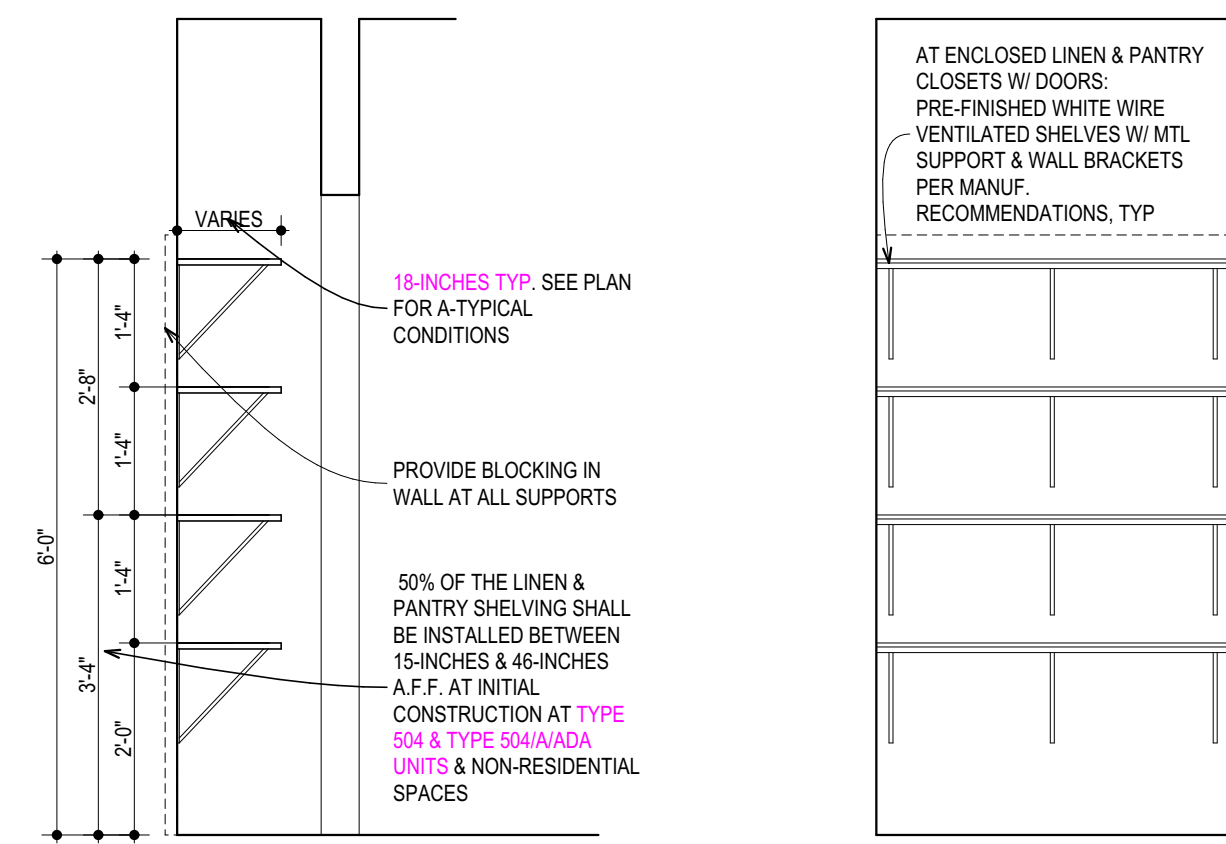 VARIES
18-INCHES TYP. SEE PLAN
FOR A-TYPICAL
CONDITIONS
PROVIDE BLOCKING IN
WALL AT ALL SUPPORTS
50% OF THE LINEN &
PANTRY SHELVING SHALL
BE INSTALLED BETWEEN
15-INCHES & 46-INCHES
A.F.F. AT INITIAL
CONSTRUCTION AT TYPE
504 & TYPE 504/A/ADA
UNITS & NON-RESIDENTIAL
SPACES
6'-0"
2'-8"
3'-4"
1'-4"
1'-4"
1'-4"
2'-0"
AT ENCLOSED LINEN & PANTRY
CLOSETS W/ DOORS:
PRE-FINISHED WHITE WIRE
VENTILATED SHELVES W/ MTL
SUPPORT & WALL BRACKETS
PER MANUF.
RECOMMENDATIONS, TYP